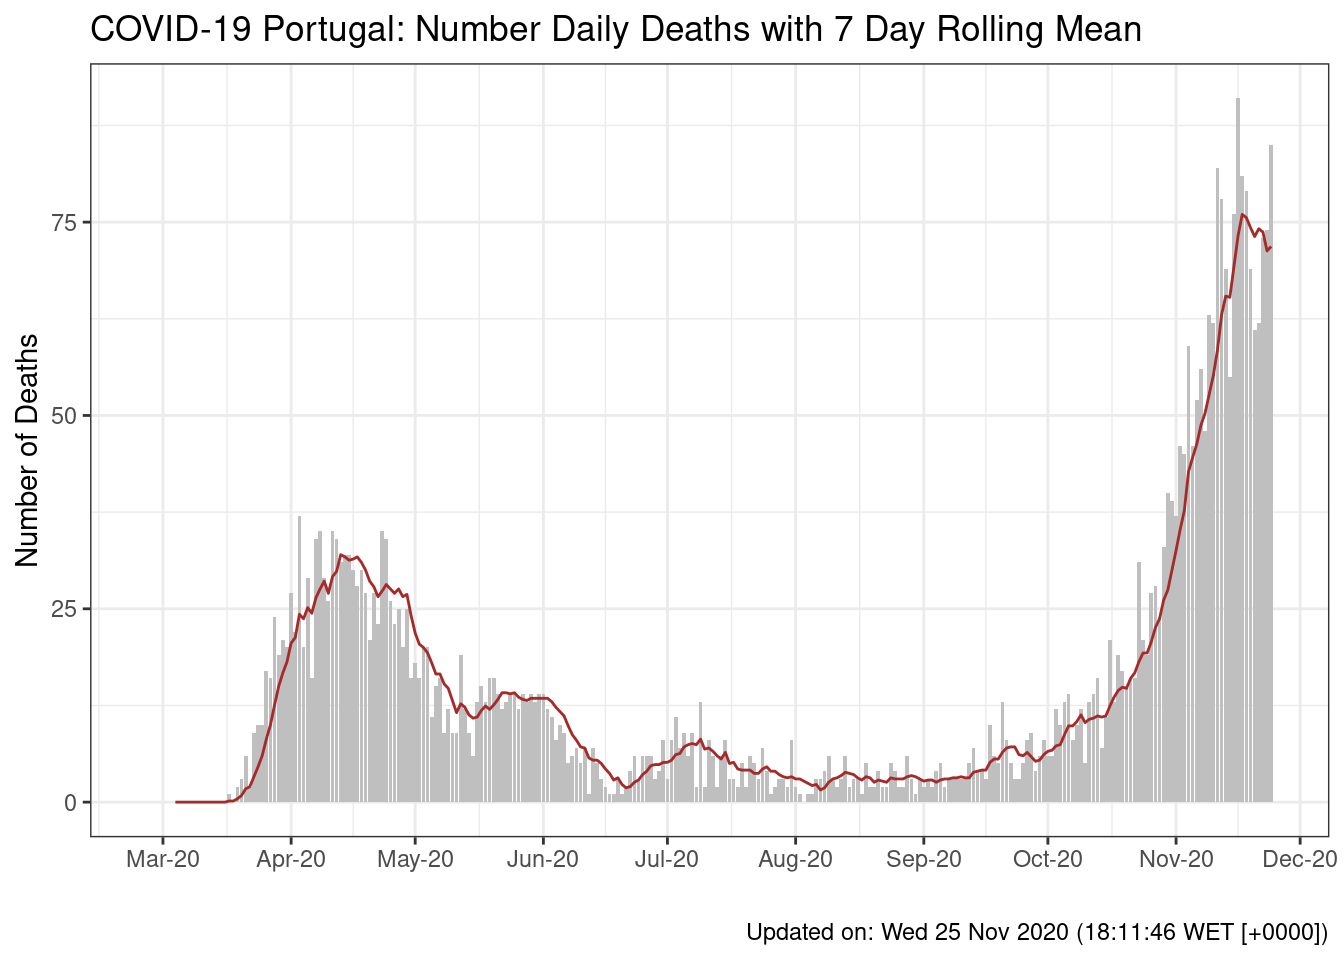 COVID-19 Portugal: Number Daily Deaths with 7 Day Rolling Mean
Number of Deaths
75
50
25
0
Mar-20 Apr-20 May-20 Jun-20 Jul-20 Aug-20 Sep-20 Oct-20 Nov-20 Dec-20
Updated on: Wed 25 Nov 2020 (18:11:46 WET [+0000])